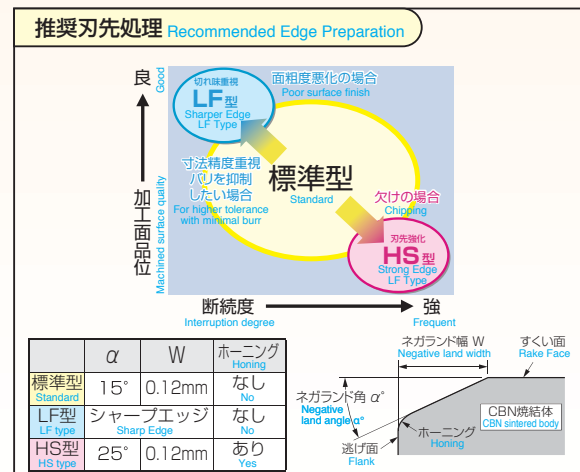 推奨刃先処理 Recommended Edge Preparation
良
Good
加工面品位
Machined surface quality
切れ味重視
LF型
Sharper Edge
LF Type
面粗度悪化の場合
Poor surface finish
寸法精度重視
バリを抑制
したい場合
For higher tolerance
with minimal burr
標準型
Standard
欠けの場合
Chipping
刃先強化
HS型
Strong Edge
LF Type
断続度
Interruption degree
強
Frequent
α W ホーニング
Honing
標準型 15° 0.12mm なし
Standard No
LF型 シャープエッジ なし
LF type Sharp Edge No
HS型 25° 0.12mm あり
HS type Yes
ネガランド幅 W
Negative land width
すくい面
Rake Face
ネガランド角 α°
Negative
land angle α°
CBN焼結体
CBN sintered body
ホーニング
Honing
逃げ面
Flank